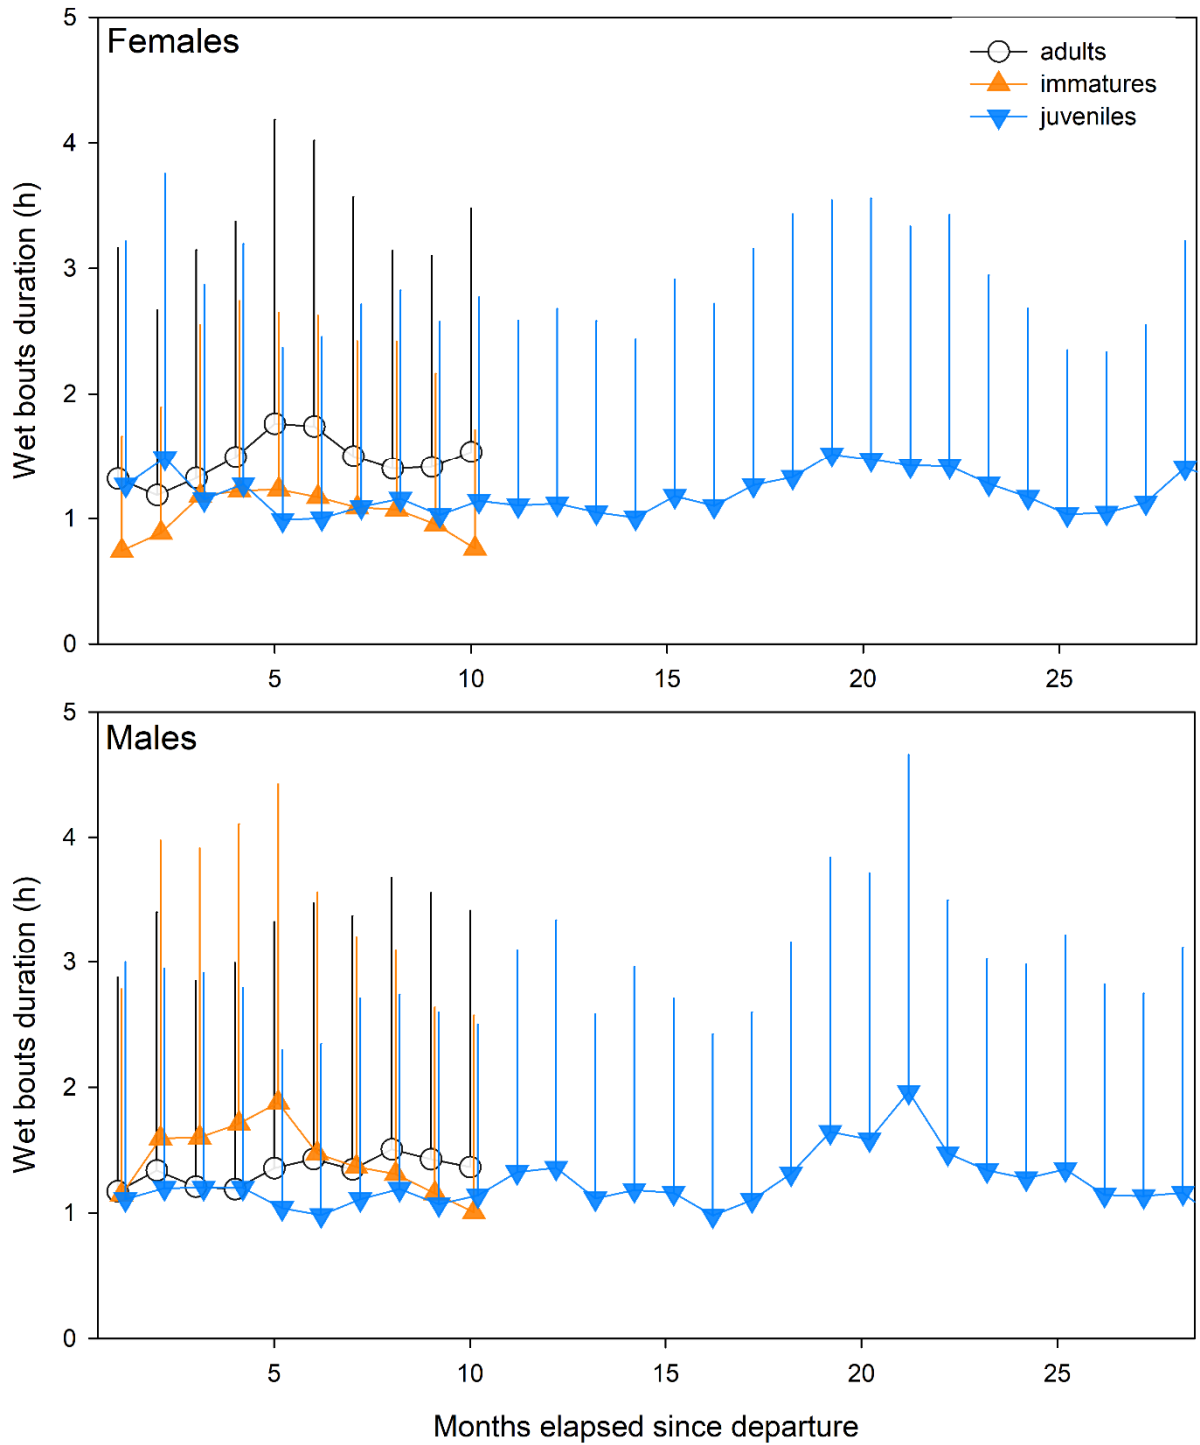 Females
adults
immatures
juveniles
Wet bouts duration (h)
5
4
3
2
1
0
5 10 15 20 25
Males
Wet bouts duration (h)
5
4
3
2
1
0
5 10 15 20 25
Months elapsed since departure